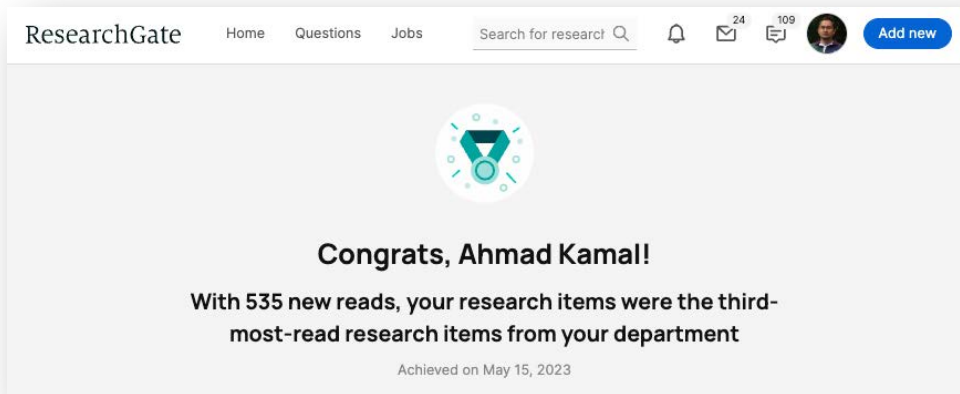 ResearchGate Home Questions Jobs Search for research 24 109 Add new
Congrats, Ahmad Kamal!
With 535 new reads, your research items were the third-
most-read research items from your department
Achieved on May 15, 2023